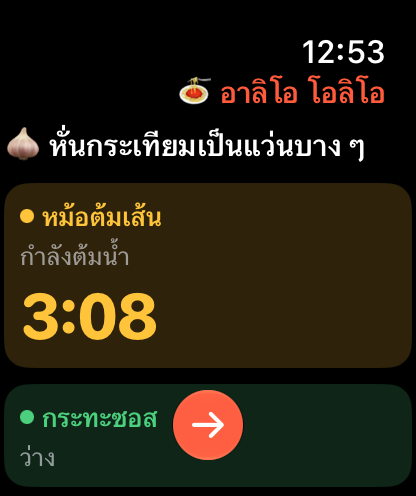 12:53
🍝 อาลิโอ โอลิโอ
🧄 หั่นกระเทียมเป็นแว่นบาง ๆ
หม้อต้มเส้น
กำลังต้มน้ำ
3:08
กระทะซอส
ว่าง